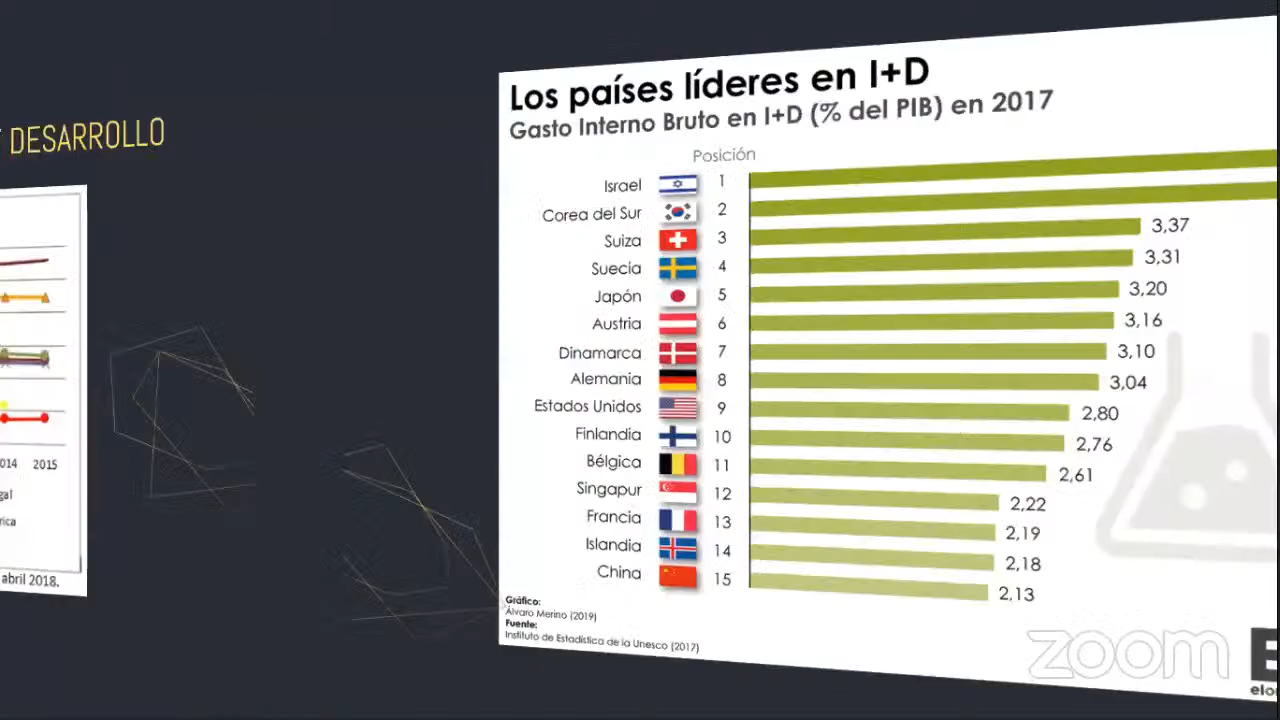 DESARROLLO
2015
abril 2018.
Los países líderes en I+D
Gasto Interno Bruto en I+D (% del PIB) en 2017
Posición
Israel 1
Corea del Sur 2
Suiza 3 3,37
Suecia 4 3,31
Japón 5 3,20
Austria 6 3,16
Dinamarca 7 3,10
Alemania 8 3,04
Estados Unidos 9 2,80
Finlandia 10 2,76
Bélgica 11 2,61
Singapur 12 2,22
Francia 13 2,19
Islandia 14 2,18
China 15 2,13
Gráfico:
Álvaro Merino (2019)
Fuente:
Instituto de Estadística de la Unesco (2017)
zoom